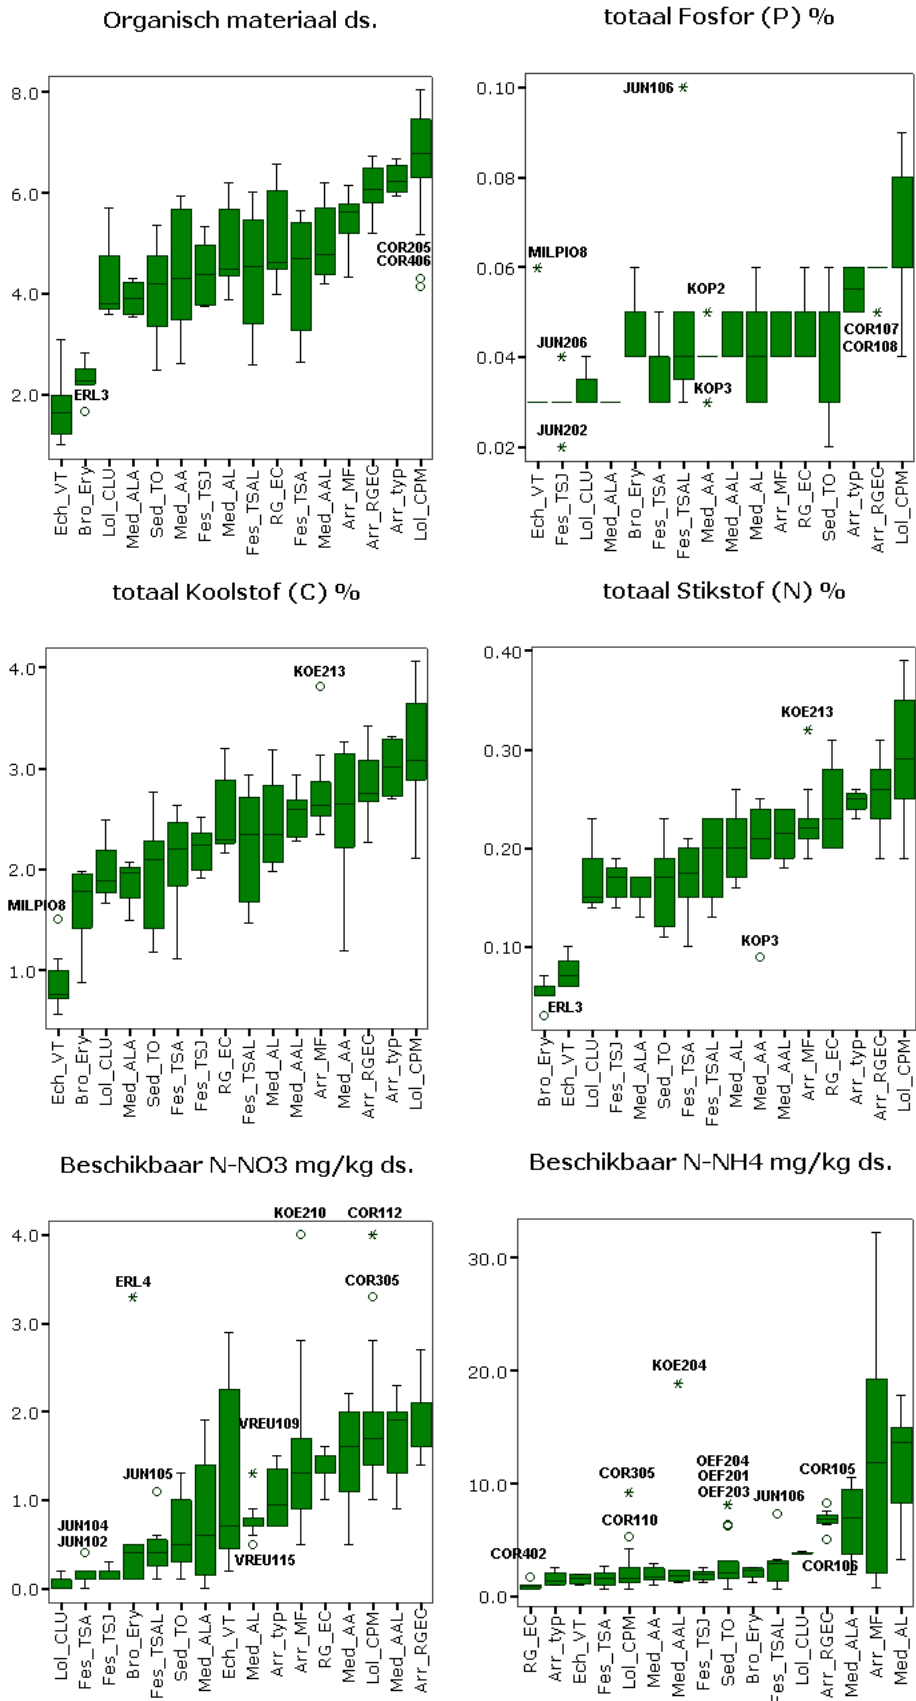 Organisch materiaal ds.
8.0
6.0
4.0
2.0
ERL3
COR205
COR406
Ech_VT
Bro_Ery
Lol_CLU
Med_ALA
Sed_TO
Med_AA
Fes_TSJ
Med_AL
Fes_TSAL
RG_EC
Fes_TSA
Med_AAL
Arr_MF
Arr_RGEC
Arr_typ
Lol_CPM
totaal Fosfor (P) %
0.10
0.08
0.06
0.04
0.02
JUN106
MILPIO8
KOP2
JUN206
COR107
COR108
KOP3
JUN202
Ech_VT
Fes_TSJ
Lol_CLU
Med_ALA
Bro_Ery
Fes_TSA
Fes_TSAL
Med_AA
Med_AAL
Med_AL
Arr_MF
RG_EC
Sed_TO
Arr_typ
Arr_RGEC
Lol_CPM
totaal Koolstof (C) %
4.0
3.0
2.0
1.0
KOE213
MILPIO8
Ech_VT
Bro_Ery
Lol_CLU
Med_ALA
Sed_TO
Fes_TSA
Fes_TSJ
RG_EC
Fes_TSAL
Med_AL
Med_AAL
Arr_MF
Med_AA
Arr_RGEC
Arr_typ
Lol_CPM
totaal Stikstof (N) %
0.40
0.30
0.20
0.10
KOE213
KOP3
ERL3
Bro_Ery
Ech_VT
Lol_CLU
Fes_TSJ
Med_ALA
Sed_TO
Fes_TSA
Fes_TSAL
Med_AL
Med_AA
Med_AAL
Arr_MF
RG_EC
Arr_typ
Arr_RGEC
Lol_CPM
Beschikbaar N-NO3 mg/kg ds.
4.0
3.0
2.0
1.0
0.0
KOE210
COR112
ERL4
COR305
VREU109
JUN105
JUN104
JUN102
VREU115
Lol_CLU
Fes_TSA
Fes_TSJ
Bro_Ery
Fes_TSAL
Sed_TO
Med_ALA
Ech_VT
Med_AL
Arr_typ
Arr_MF
RG_EC
Med_AA
Lol_CPM
Med_AAL
Arr_RGEC
Beschikbaar N-NH4 mg/kg ds.
30.0
20.0
10.0
0.0
KOE204
COR305
COR110
OEF204
OEF201
OEF203
JUN106
COR105
COR106
COR402
RG_EC
Arr_typ
Ech_VT
Fes_TSA
Lol_CPM
Med_AA
Med_AAL
Fes_TSJ
Sed_TO
Bro_Ery
Fes_TSAL
Lol_CLU
Arr_RGEC
Med_ALA
Arr_MF
Med_AL